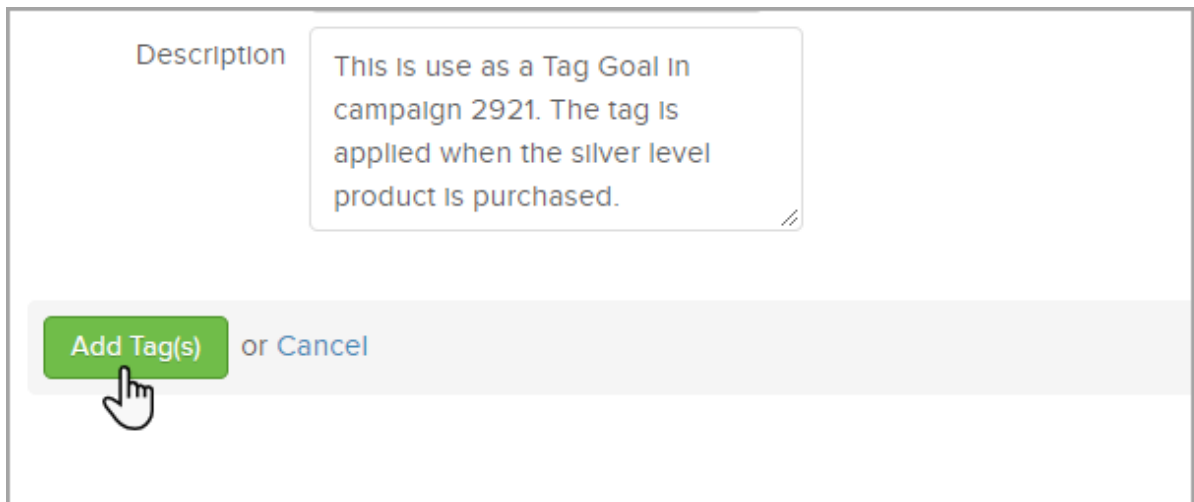 Description
This is use as a Tag Goal in
campaign 2921. The tag is
applied when the silver level
product is purchased.
Add Tag(s) or Cancel